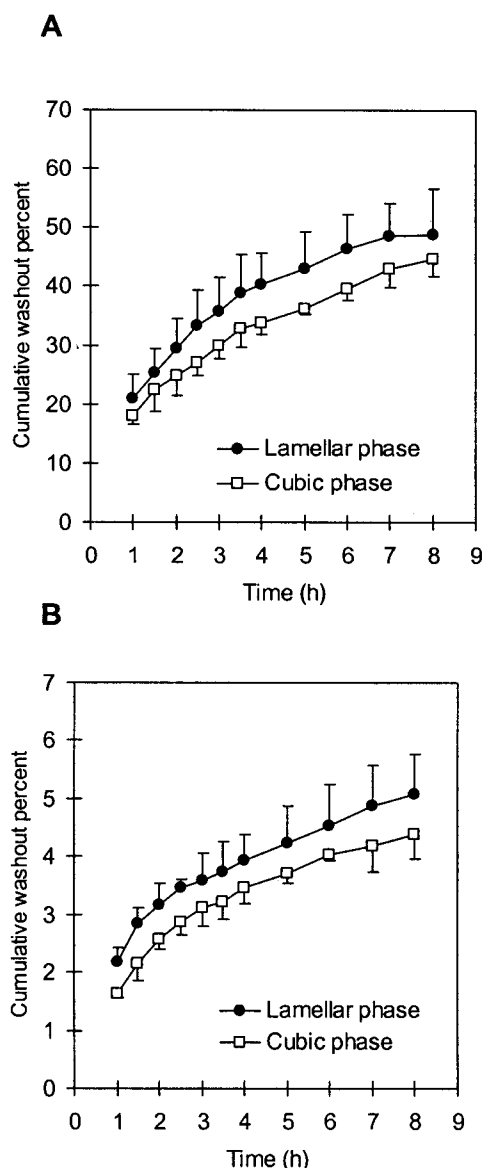 A
Cumulative washout percent
70
60
50
40
30
20
10
0
Lamellar phase
Cubic phase
0 1 2 3 4 5 6 7 8 9
Time (h)
B
Cumulative washout percent
7
6
5
4
3
2
1
0
Lamellar phase
Cubic phase
0 1 2 3 4 5 6 7 8 9
Time (h)